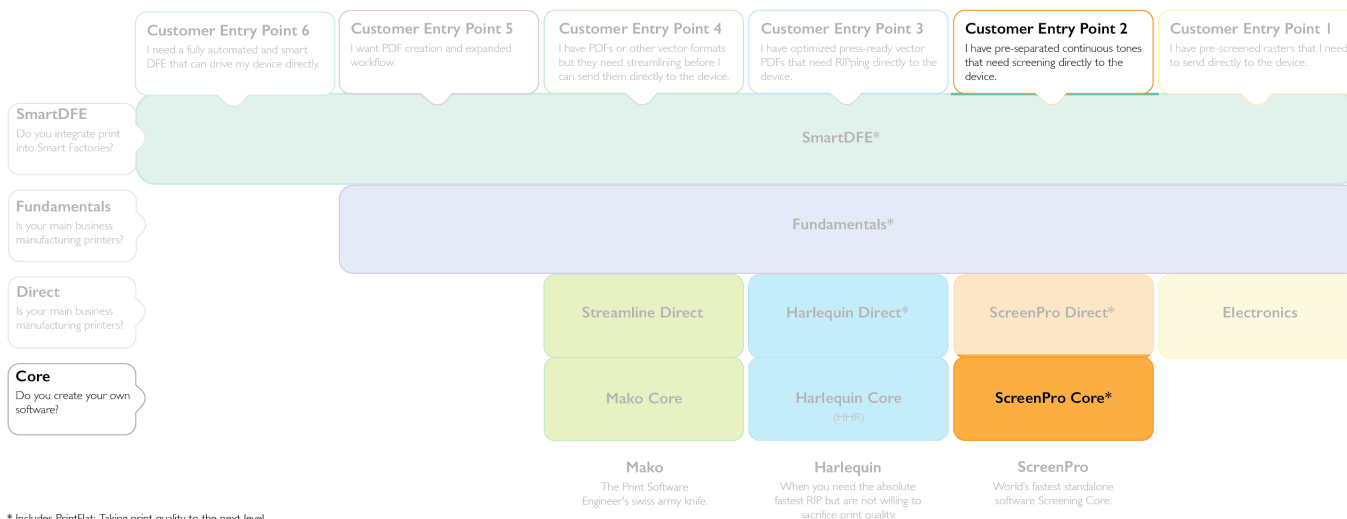 Customer Entry Point 6
I need a fully automated and smart
DFE that can drive my device directly.
Customer Entry Point 5
I want PDF creation and expanded
workflow.
Customer Entry Point 4
I have PDFs or other vector formats
but they need streamlining before I
can send them directly to the device.
Customer Entry Point 3
I have optimized press-ready vector
PDFs that need RIPping directly to the
device.
Customer Entry Point 2
I have pre-separated continuous tones
that need screening directly to the
device.
Customer Entry Point 1
I have pre-screened rasters that I need
to send directly to the device.
SmartDFE
Do you integrate print
into Smart Factories?
SmartDFE*
Fundamentals
Is your main business
manufacturing printers?
Fundamentals*
Direct
Is your main business
manufacturing printers?
Streamline Direct
Harlequin Direct*
ScreenPro Direct*
Electronics
Core
Do you create your own
software?
Mako Core
Harlequin Core
(HHR)
ScreenPro Core*
Mako
The Print Software
Engineer's swiss army knife.
Harlequin
When you need the absolute
fastest RIP but are not willing to
sacrifice print quality.
ScreenPro
World's fastest standalone
software Screening Core.
* Includes PrintFlat: Taking print quality to the next level